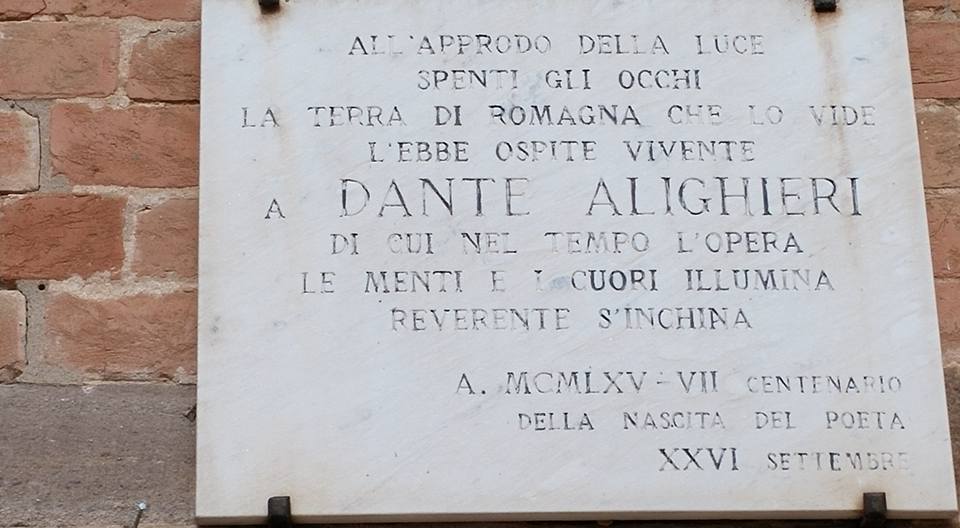 ALL'APPRODO DELLA LUCE
SPENTI GLI OCCHI
LA TERRA DI ROMAGNA CHE LO VIDE
L'EBBE OSPITE VIVENTE
A DANTE ALIGHIERI
DI CUI NEL TEMPO L'OPERA
LE MENTI E I CUORI ILLUMINA
REVERENTE S'INCHINA
A. MCMLXV - VII CENTENARIO
DELLA NASCITA DEL POETA
XXVI SETTEMBRE